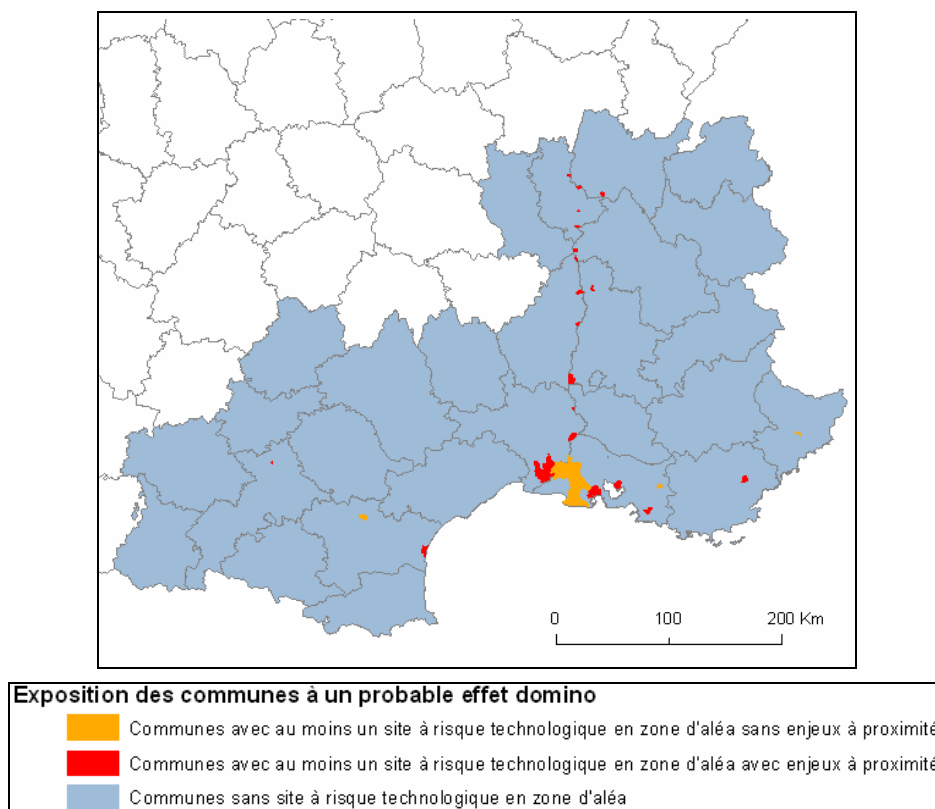 0 100 200 Km
Exposition des communes à un probable effet domino
Communes avec au moins un site à risque technologique en zone d'aléa sans enjeux à proximité
Communes avec au moins un site à risque technologique en zone d'aléa avec enjeux à proximité
Communes sans site à risque technologique en zone d'aléa